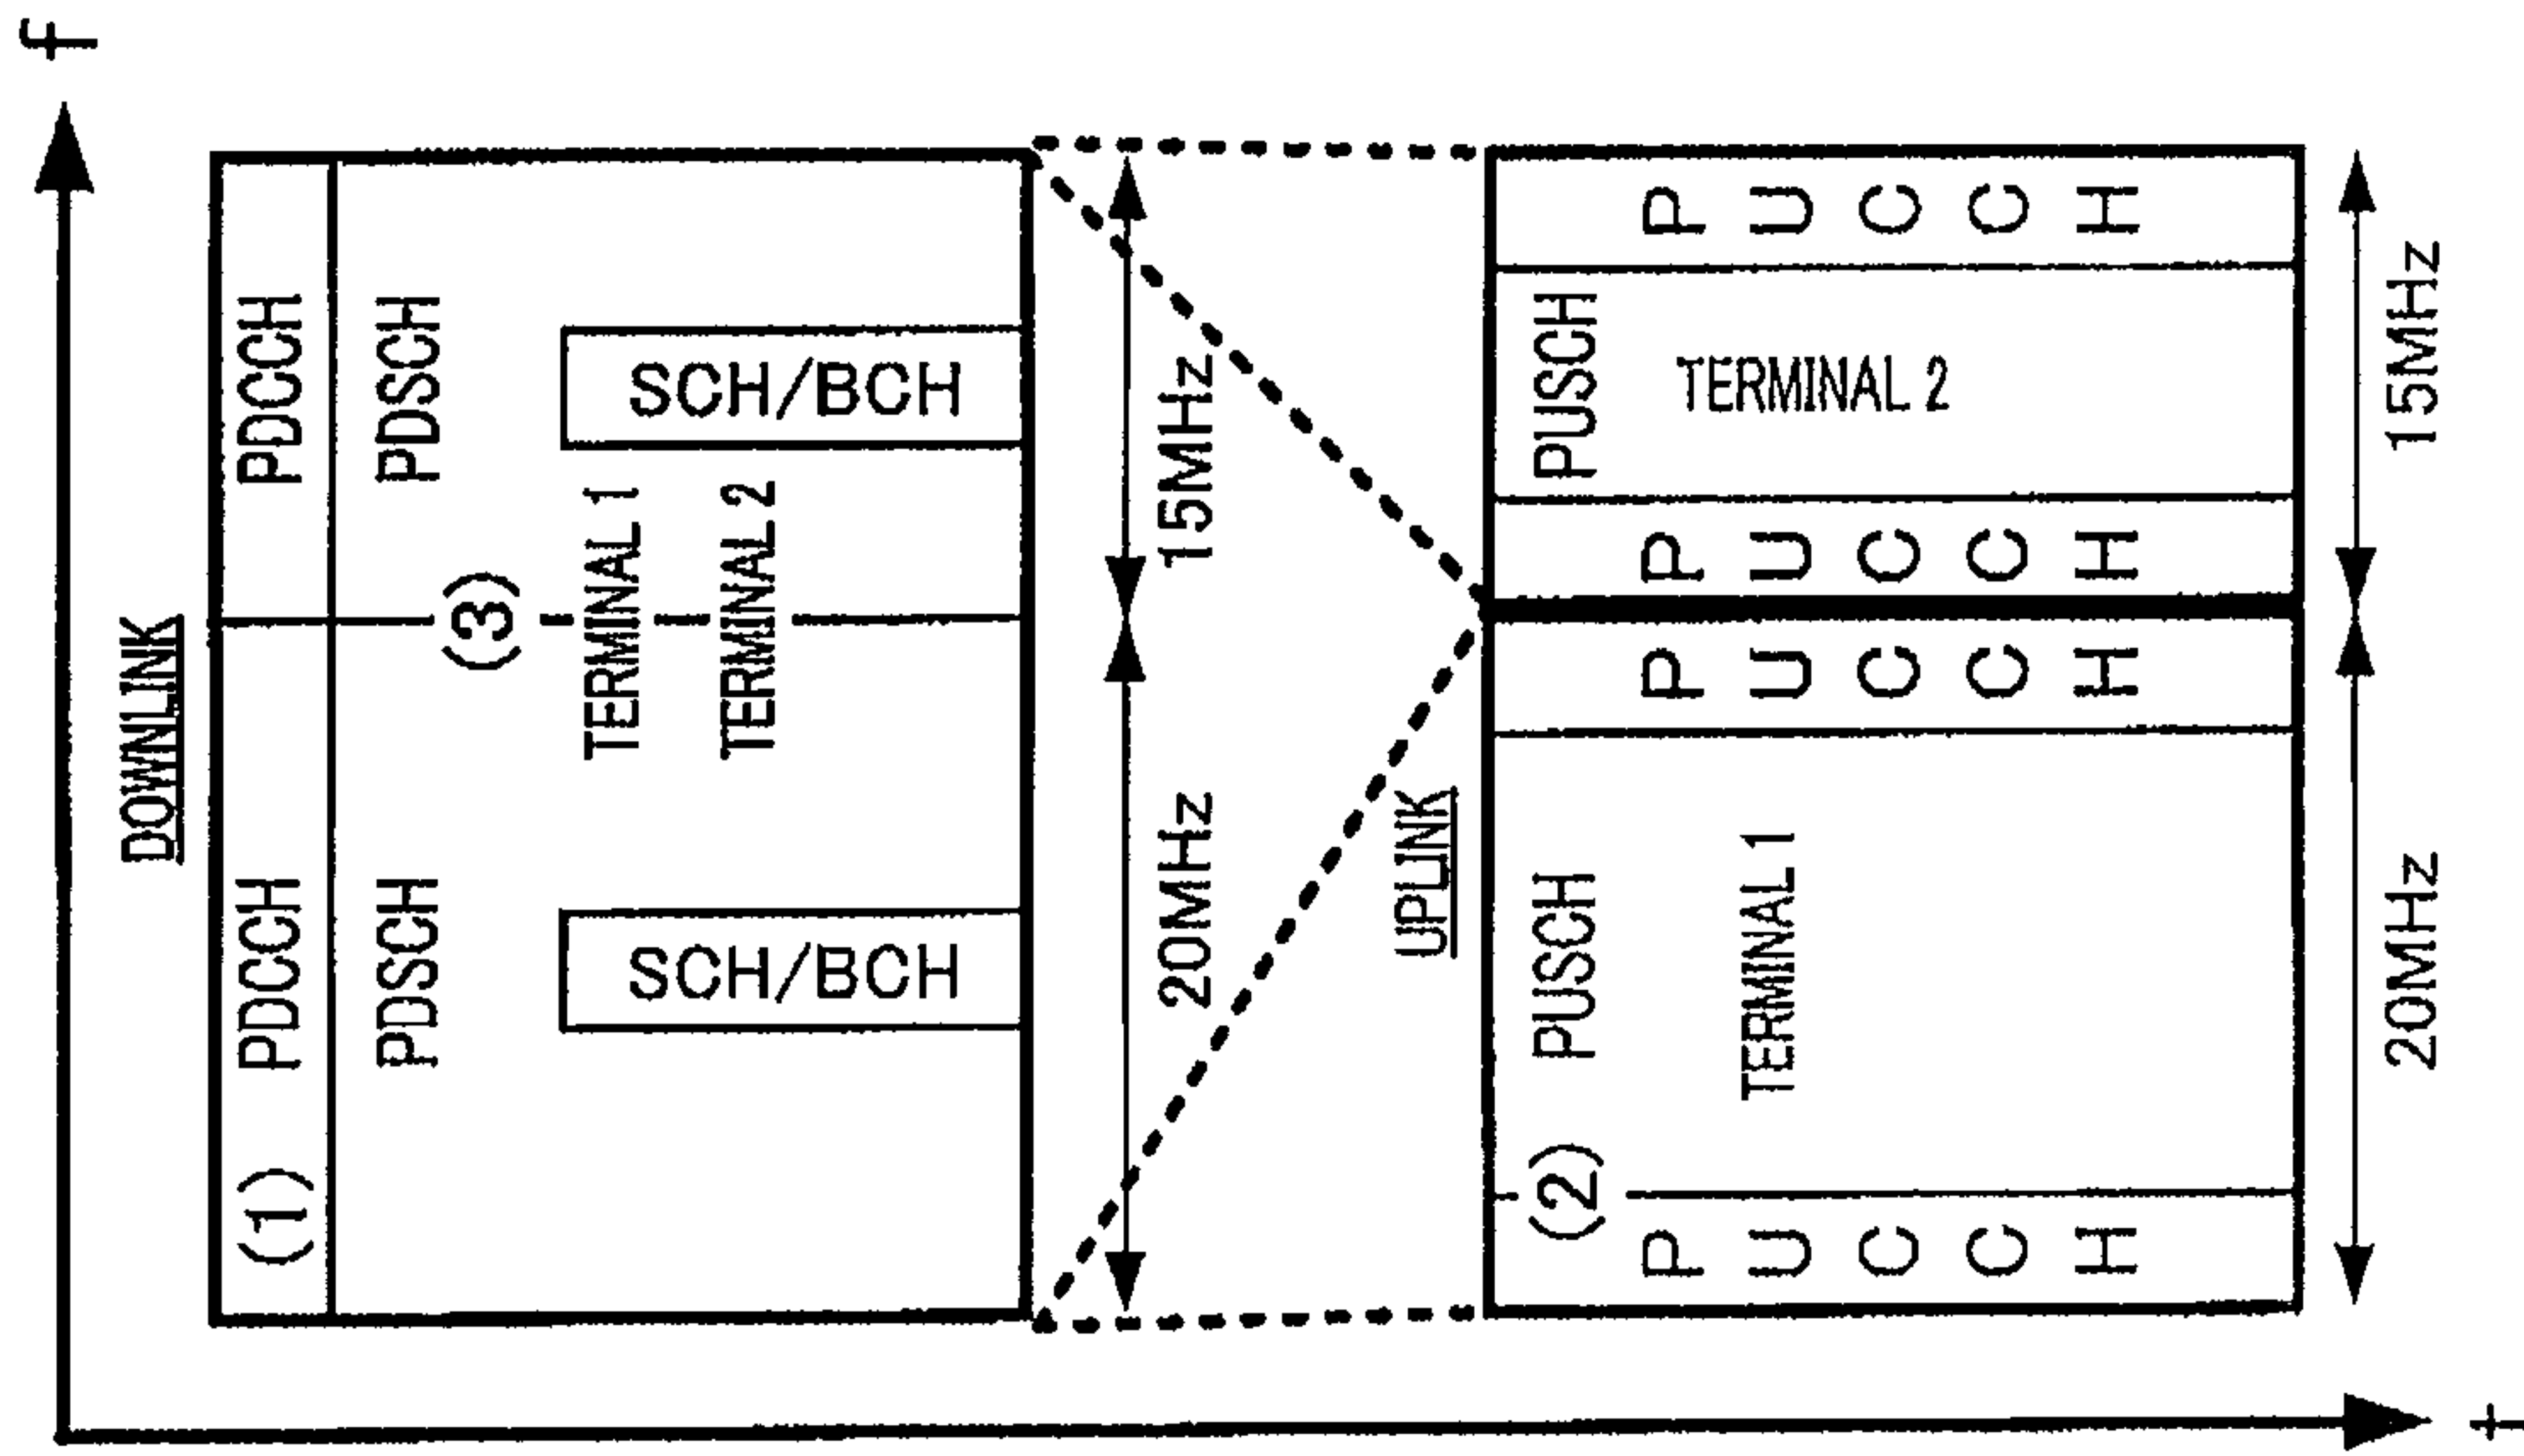 f
DOWNLINK
(1) PDCCH PDCCH
PDSCH PDSCH
(3)
TERMINAL 1
TERMINAL 2
SCH/BCH
SCH/BCH
20MHz 15MHz
UPLINK
(2) PUSCH PUSCH
PUCCH
TERMINAL 1
PUCCH
PUCCH
TERMINAL 2
PUCCH
20MHz 15MHz
t